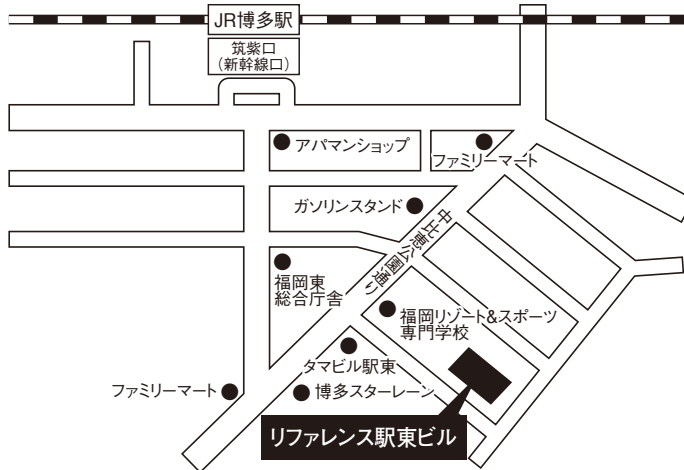 JR博多駅
筑紫口
（新幹線口）
アパマンショップ
ファミリーマート
ガソリンスタンド
中比恵公園通り
福岡東
総合庁舎
福岡リゾート&スポーツ
専門学校
タマビル駅東
ファミリーマート
博多スターレーン
リファレンス駅東ビル